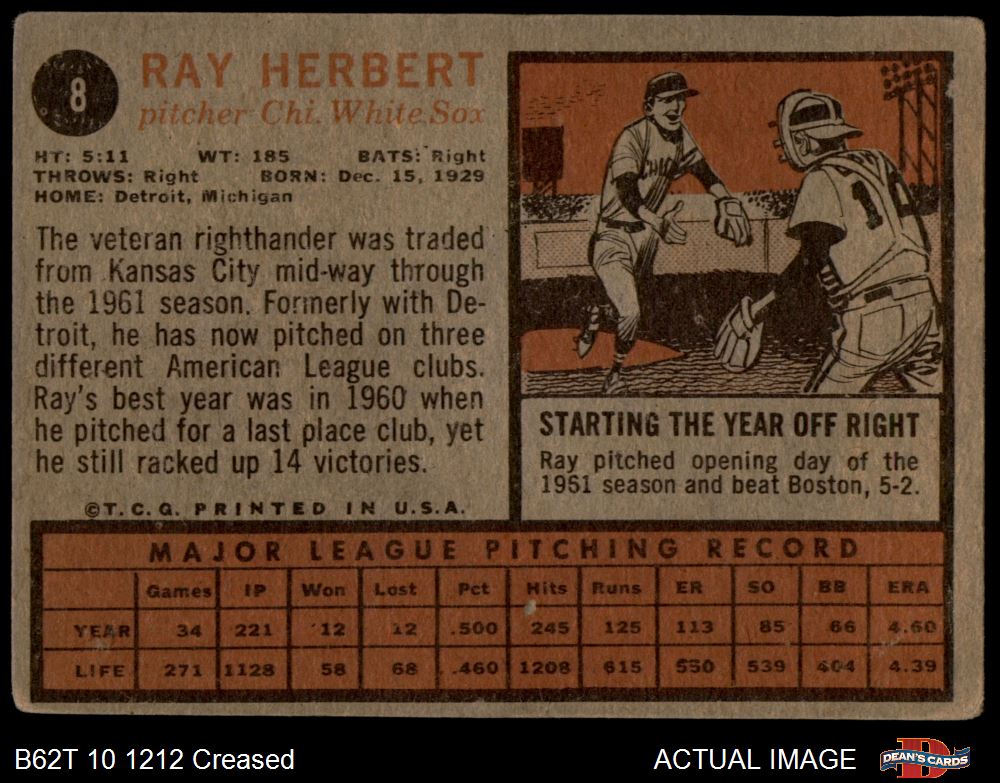 8
RAY HERBERT
pitcher Chi. White Sox
HT: 5:11 WT: 185 BATS: Right
THROWS: Right BORN: Dec. 15, 1929
HOME: Detroit, Michigan
The veteran righthander was traded
from Kansas City mid-way through
the 1961 season. Formerly with De-
troit, he has now pitched on three
different American League clubs.
Ray's best year was in 1960 when
he pitched for a last place club, yet
he still racked up 14 victories.
©T.C.G. PRINTED IN U.S.A.
CHICAGO
1
STARTING THE YEAR OFF RIGHT
Ray pitched opening day of the
1961 season and beat Boston, 5-2.
MAJOR LEAGUE PITCHING RECORD
Games IP Won Lost Pct Hits Runs ER SO BB ERA
YEAR 34 221 12 12 .500 245 125 113 85 66 4.60
LIFE 271 1128 58 68 .460 1208 615 550 539 404 4.39
B62T 10 1212 Creased
ACTUAL IMAGE
DEAN'S CARDS